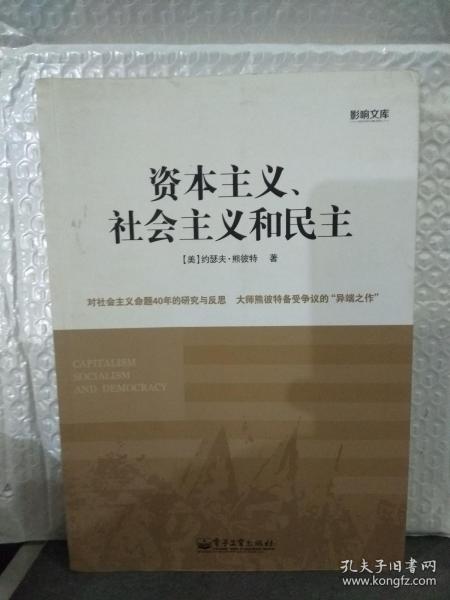 影响文库
资本主义、
社会主义和民主
【美】约瑟夫·熊彼特 著
对社会主义命题40年的研究与反思 大师熊彼特备受争议的“异端之作”
CAPITALISM
SOCIALISM
AND DEMOCRACY
电子工业出版社
孔夫子旧书网
www.kongfz.com